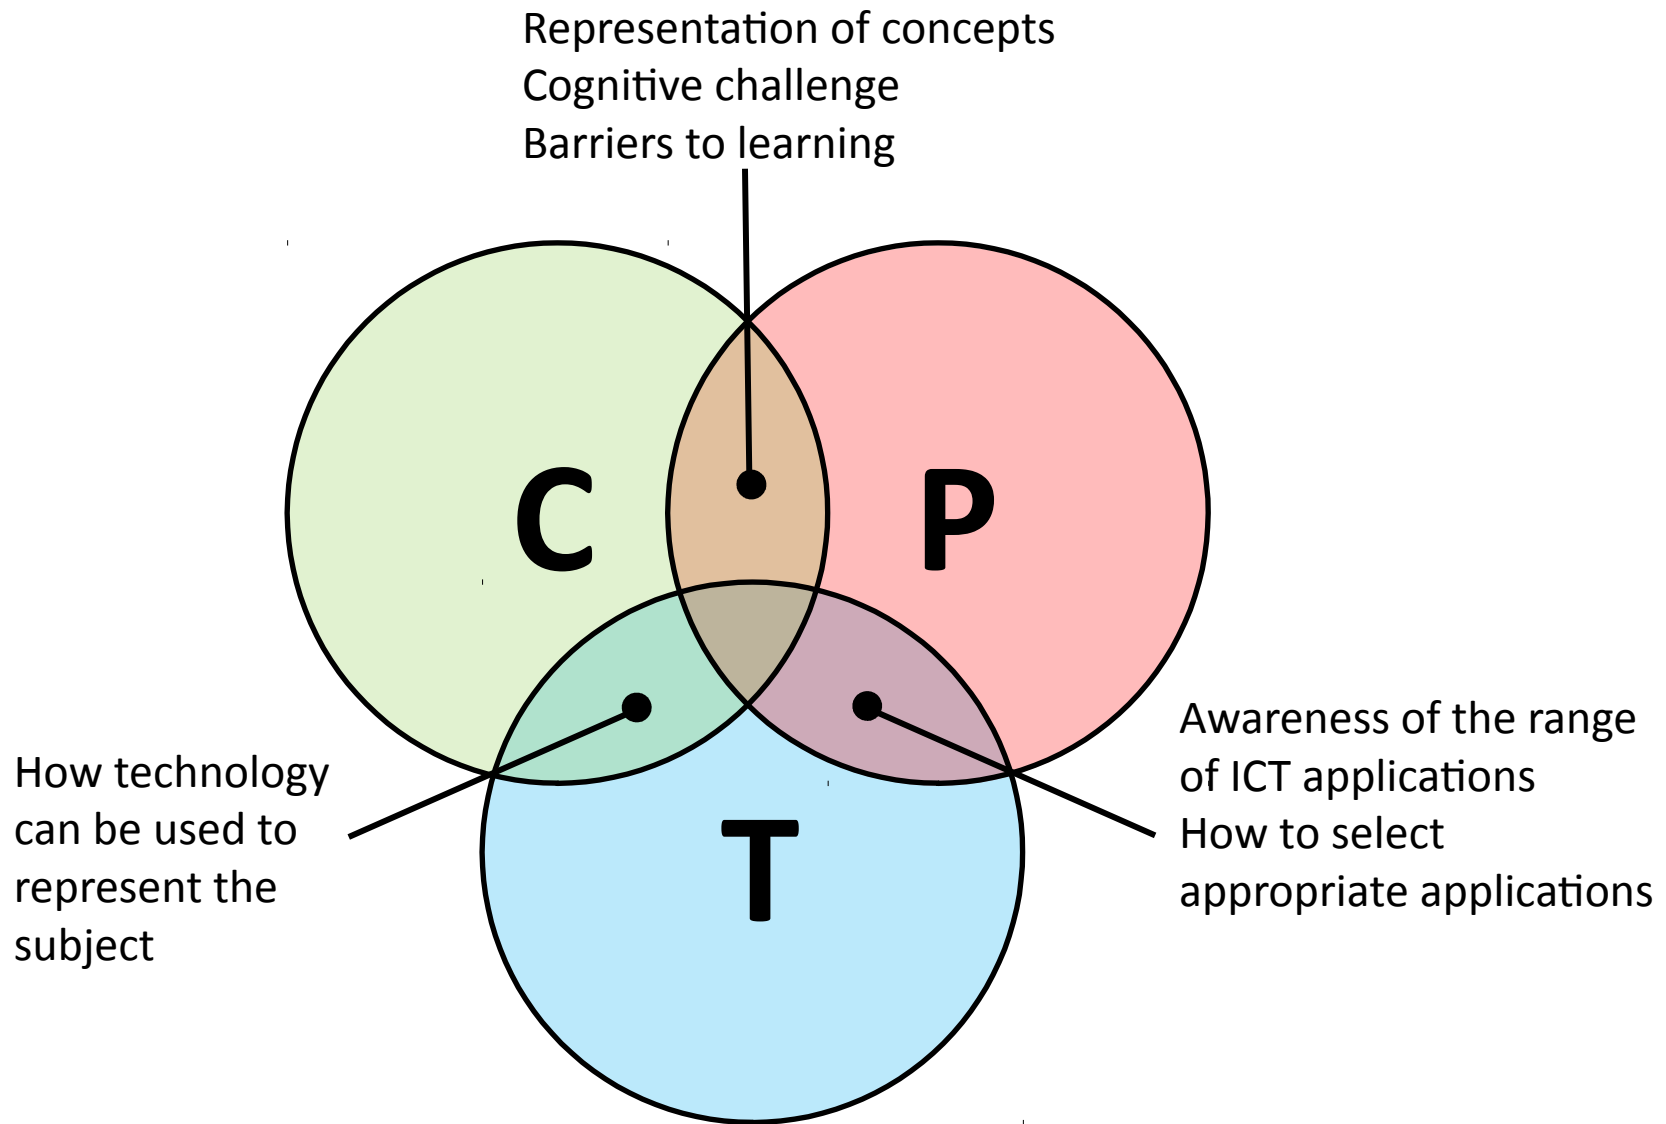 Representation of concepts
Cognitive challenge
Barriers to learning
C
P
How technology
can be used to
represent the
subject
T
Awareness of the range
of ICT applications
How to select
appropriate applications